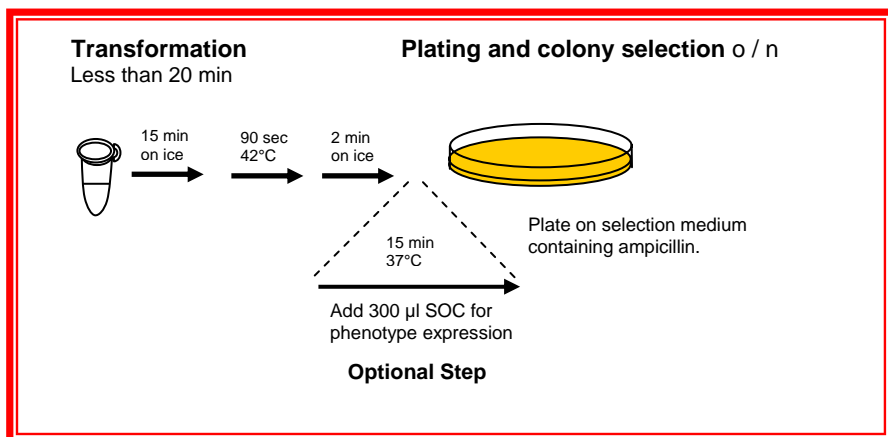 Transformation
Less than 20 min
Plating and colony selection o / n
15 min
on ice
90 sec
42°C
2 min
on ice
Plate on selection medium
containing ampicillin.
15 min
37°C
Add 300 µl SOC for
phenotype expression
Optional Step